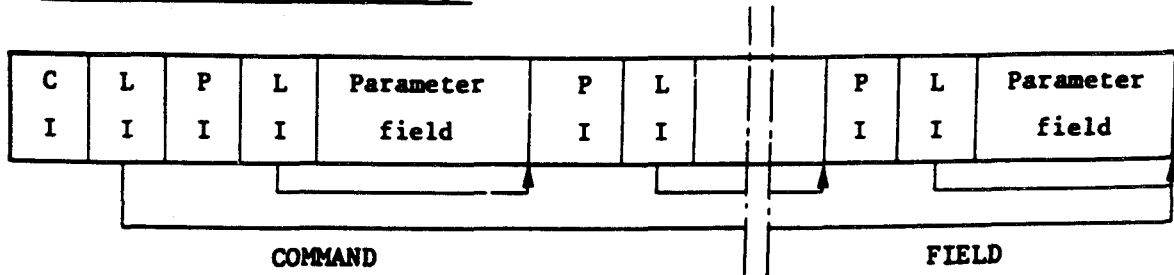 C L P L Parameter P L P L Parameter
I I I I field I I I I field
COMMAND FIELD